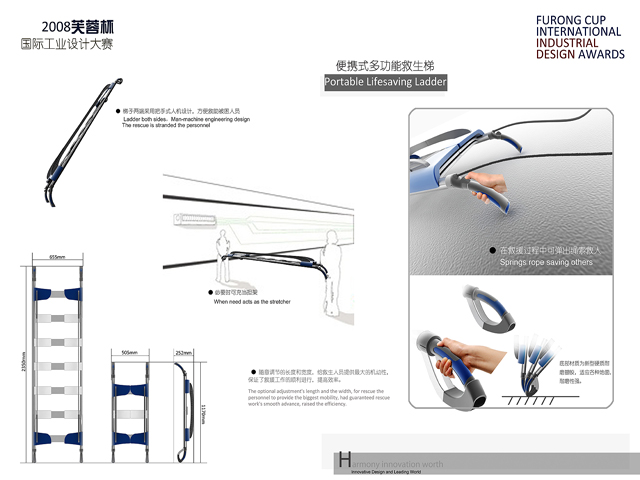 2008芙蓉杯
国际工业设计大赛
FURONG CUP
INTERNATIONAL
INDUSTRIAL
DESIGN AWARDS
便携式多功能救生梯
Portable Lifesaving Ladder
梯子两端采用把手式人机设计，方便救助被困人员
Ladder both sides、Man-machine engineering design
The rescue is stranded the personnel
必要时可充当担架
When need acts as the stretcher
在救援过程中可弹出绳索救人
Springs rope saving others
655mm
2350mm
505mm
252mm
1170mm
随意调节的长度和宽度，给救生人员提供最大的机动性，
保证了救援工作的顺利进行，提高效率。
The optional adjustment's length and the width, for rescue the
personnel to provide the biggest mobility, had guaranteed rescue
work's smooth advance, raised the efficiency.
底部材质为新型硬质耐
磨橡胶，适应各种地面，
耐磨性强。
Harmony innovation worth
Innovative Design and Leading World